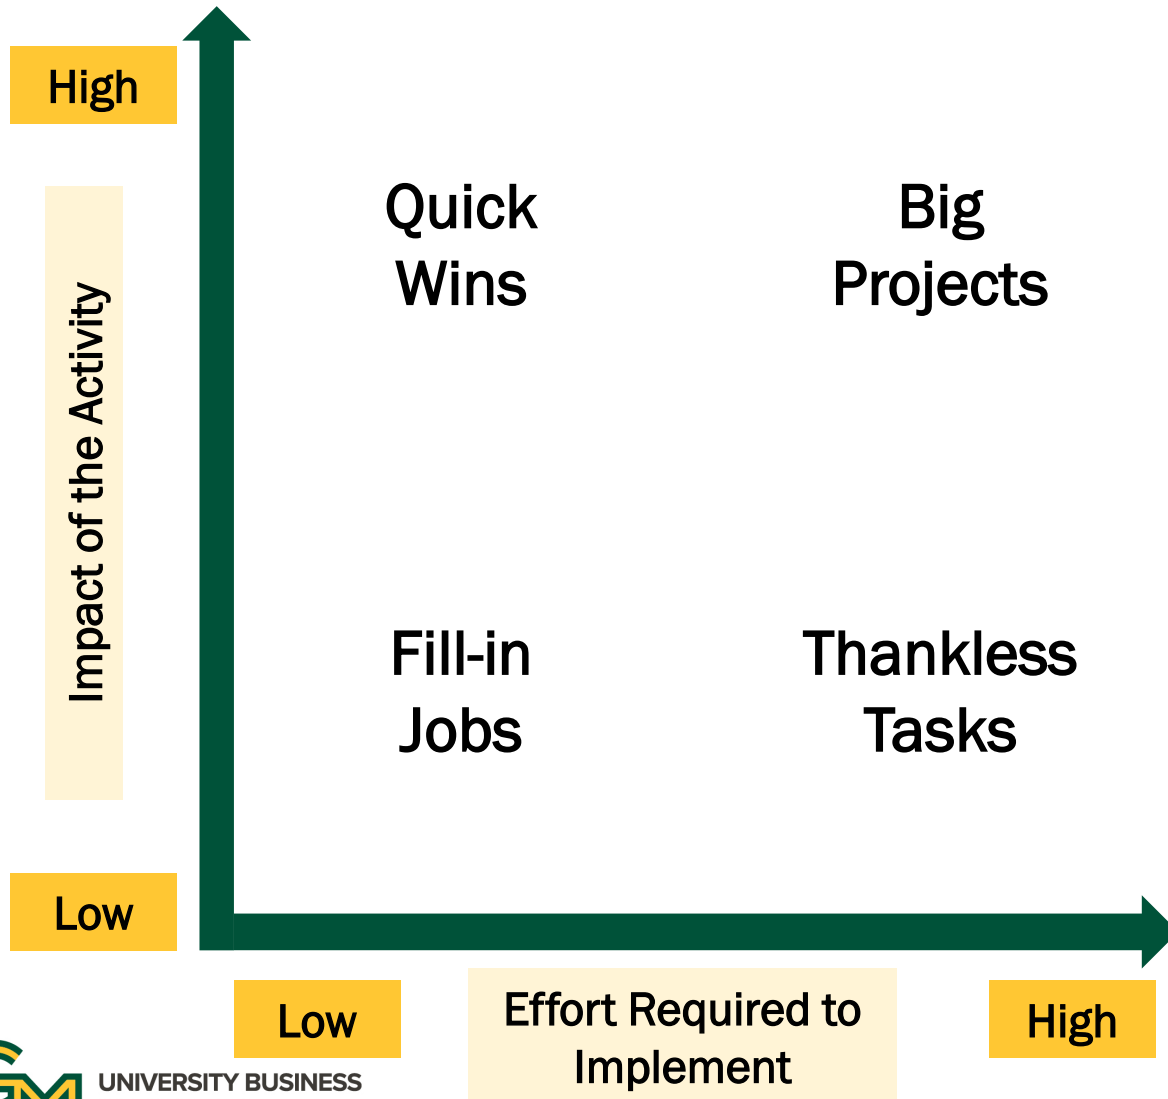 High
Quick
Wins
Big
Projects
Impact of the Activity
Fill-in
Jobs
Thankless
Tasks
Low
Low
Effort Required to
Implement
High
UNIVERSITY BUSINESS